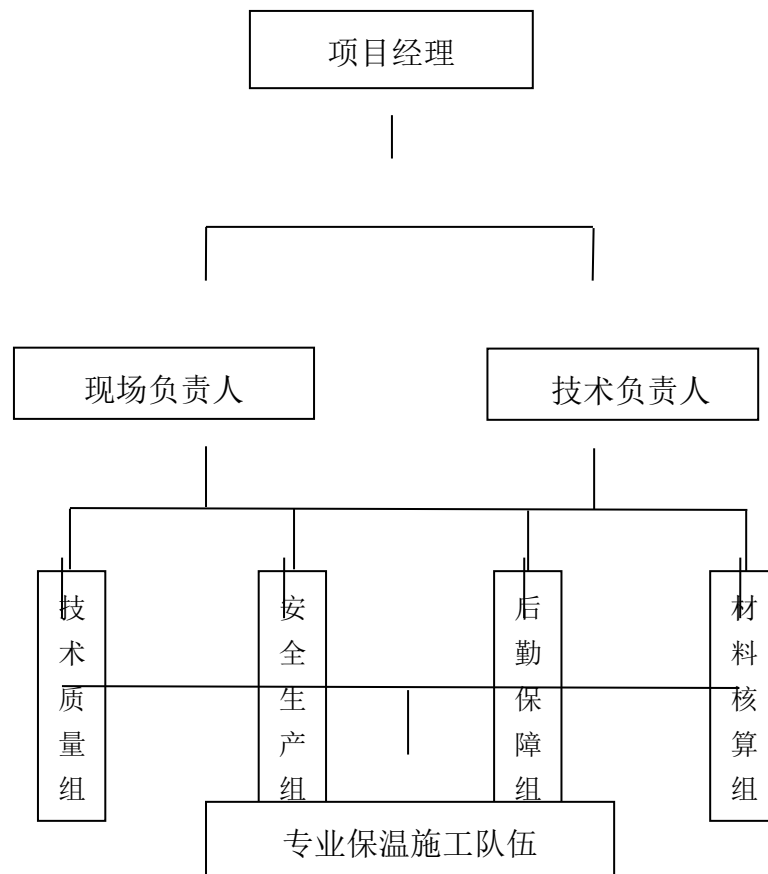 项目经理
现场负责人
技术负责人
技术质量组
安全生产组
后勤保障组
材料核算组
专业保温施工队伍